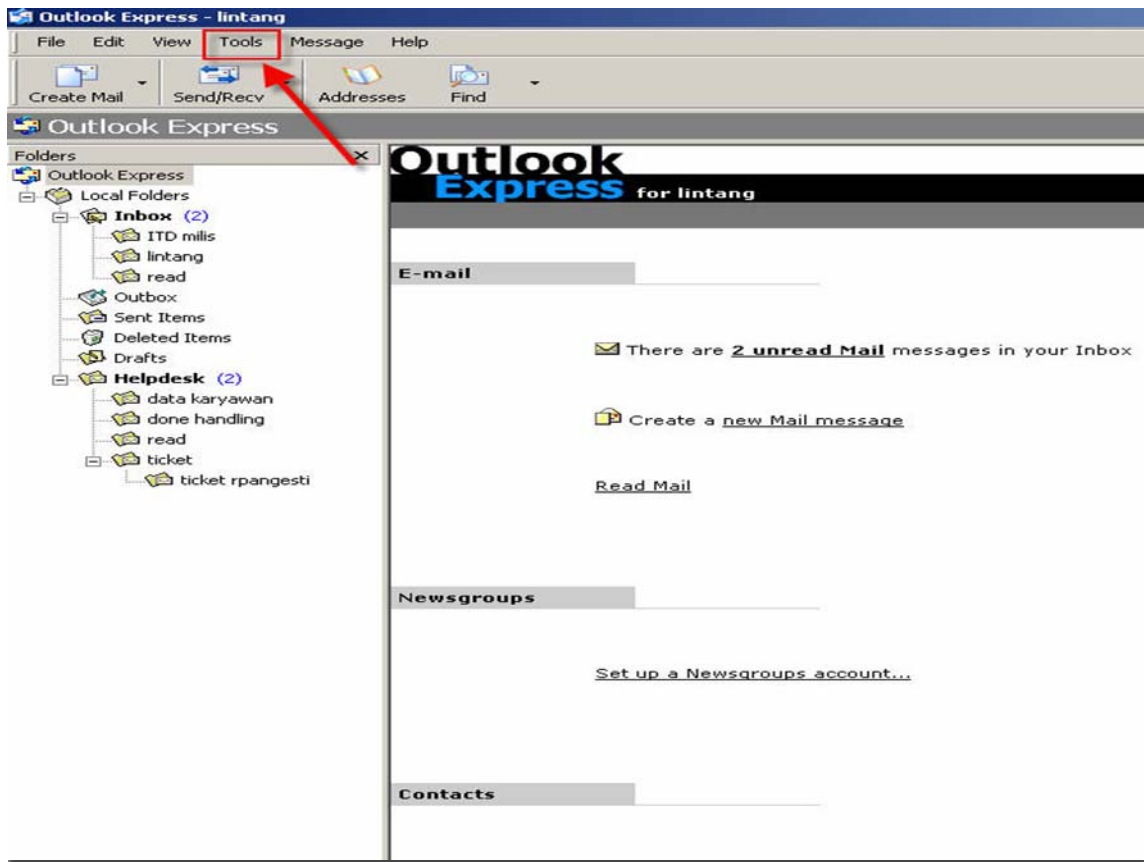 Outlook Express - lintang
File Edit View Tools Message Help
Create Mail Send/Recv Addresses Find
Outlook Express
Folders
Outlook Express
Local Folders
Inbox (2)
ITD milis
lintang
read
Outbox
Sent Items
Deleted Items
Drafts
Helpdesk (2)
data karyawan
done handling
read
ticket
ticket rpangesti
Outlook
Express for lintang
E-mail
There are 2 unread Mail messages in your Inbox
Create a new Mail message
Read Mail
Newsgroups
Set up a Newsgroups account...
Contacts